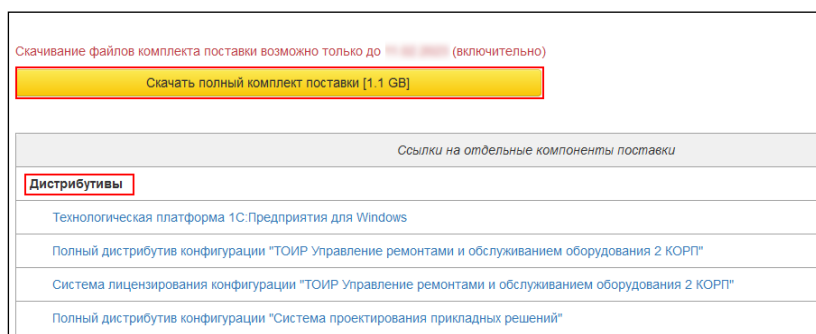 Скачивание файлов комплекта поставки возможно только до (включительно)
Скачать полный комплект поставки [1.1 GB]
Ссылки на отдельные компоненты поставки
Дистрибутивы
Технологическая платформа 1С:Предприятия для Windows
Полный дистрибутив конфигурации "ТОИР Управление ремонтами и обслуживанием оборудования 2 КОРП"
Система лицензирования конфигурации "ТОИР Управление ремонтами и обслуживанием оборудования 2 КОРП"
Полный дистрибутив конфигурации "Система проектирования прикладных решений"